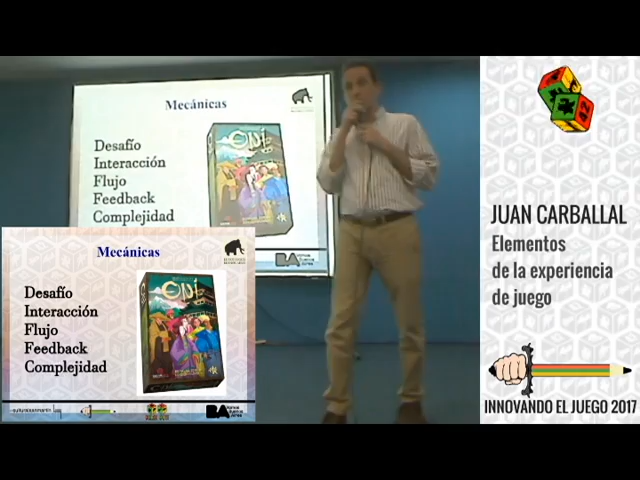 Mecánicas
Desafío
Interacción
Flujo
Feedback
Complejidad
Mecánicas
Desafío
Interacción
Flujo
Feedback
Complejidad
BA
JUAN CARBALLAL
Elementos
de la experiencia
de juego
INNOVANDO EL JUEGO 2017